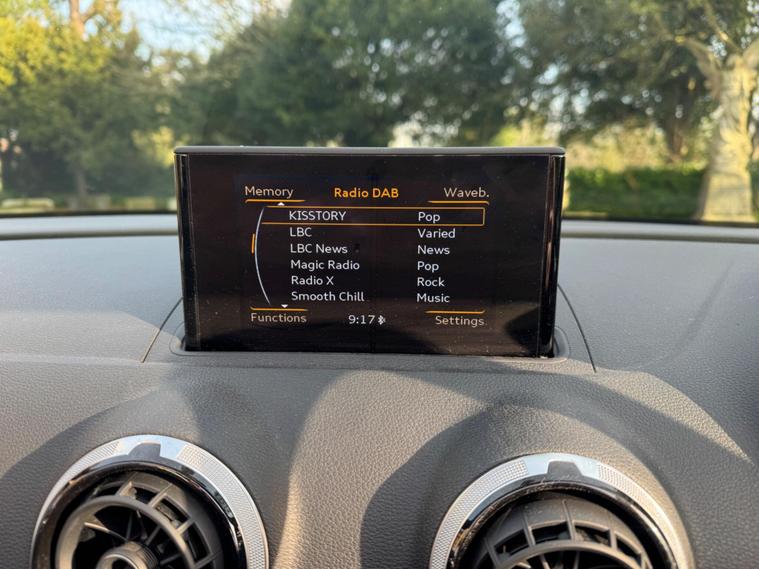 Memory Radio DAB Waveb.
KISSTORY Pop
LBC Varied
LBC News News
Magic Radio Pop
Radio X Rock
Smooth Chill Music
Functions 9:17 Settings